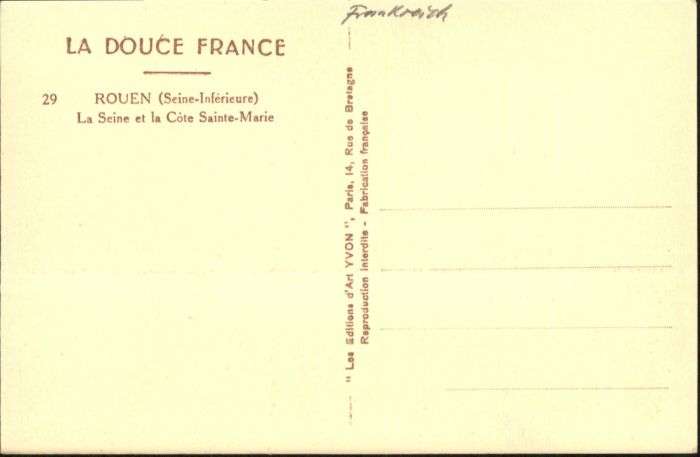 Frankreich
LA DOUCE FRANCE
29 ROUEN (Seine-Inférieure)
La Seine et la Côte Sainte-Marie
" Les Editions d'Art YVON ", Paris, 14, Rue de Bretagne
Reproduction Interdite - Fabrication française